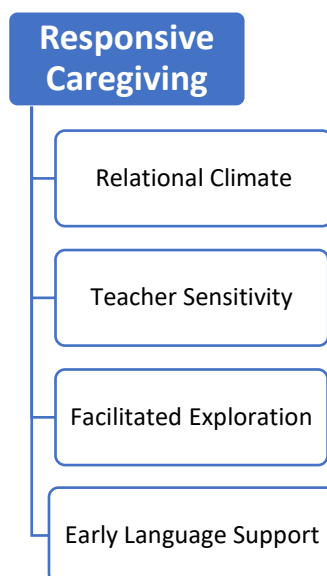 Responsive
Caregiving
Relational Climate
Teacher Sensitivity
Facilitated Exploration
Early Language Support